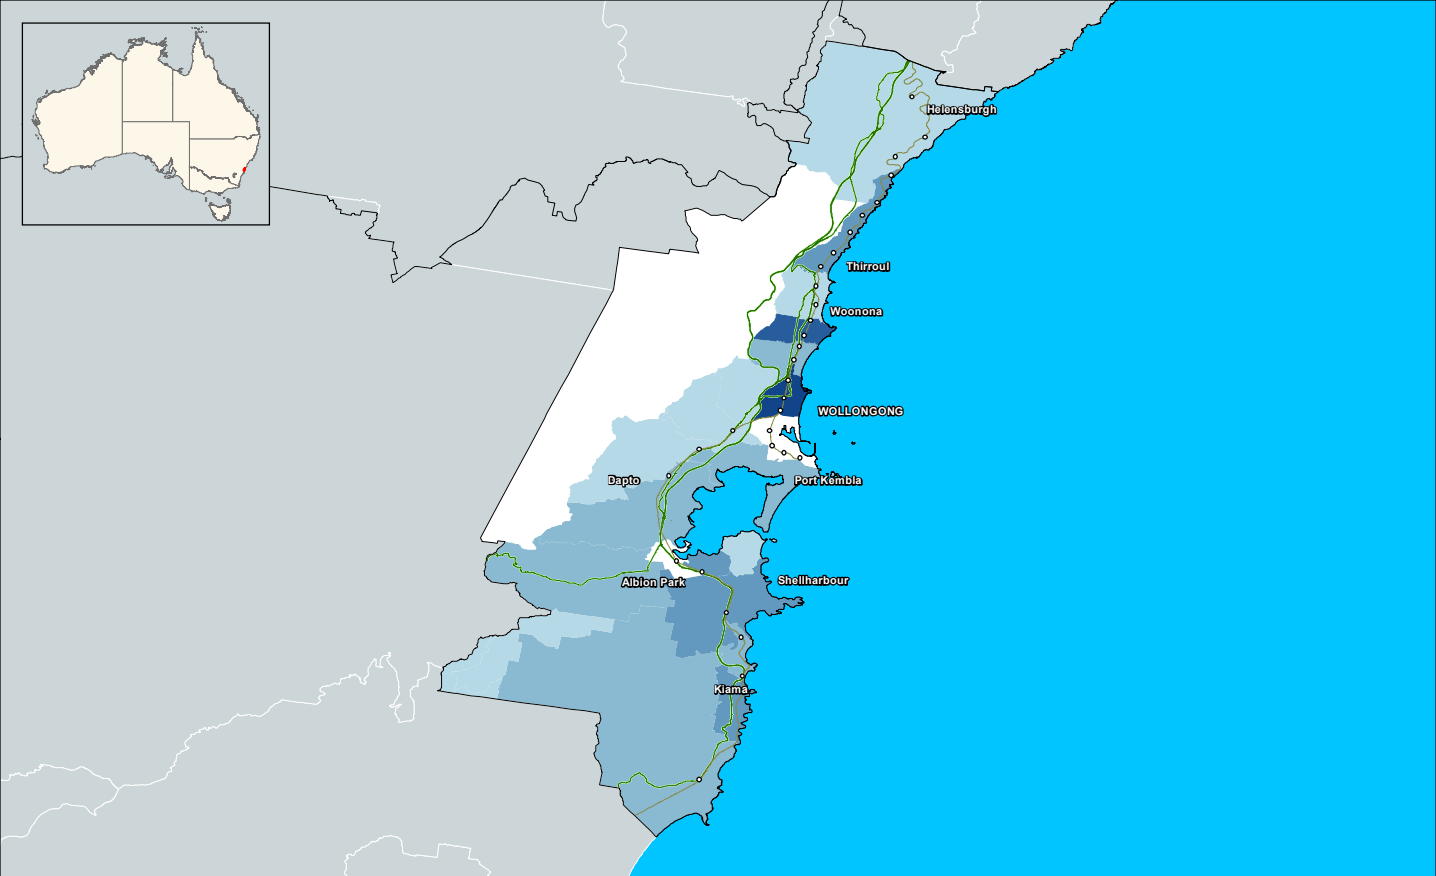 Helensburgh
Thirroul
Woonona
WOLLONGONG
Dapto
Port Kembla
Albion Park
Shellharbour
Kiama